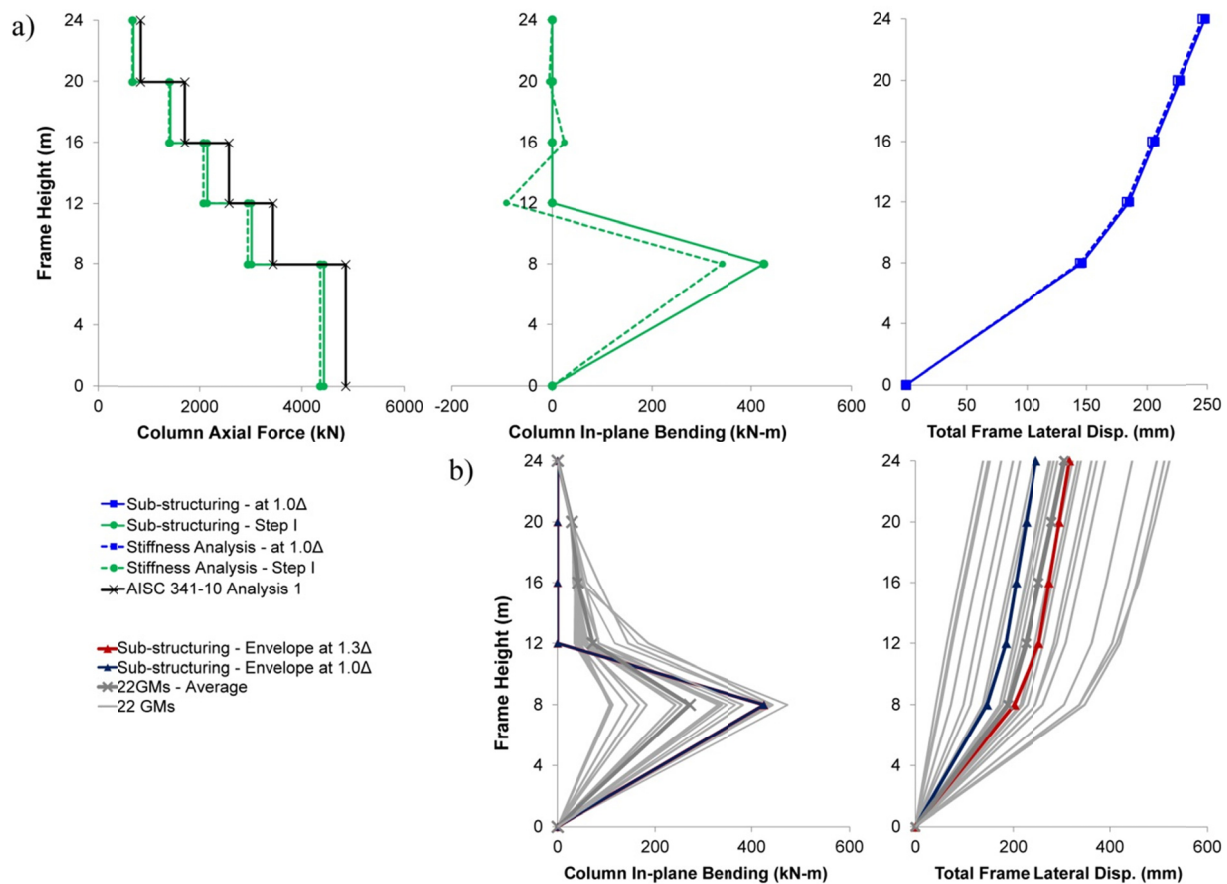 a)
Frame Height (m)
24
20
16
12
8
4
0
0 2000 4000 6000
Column Axial Force (kN)
24
20
16
12
8
4
0
-200 0 200 400 600
Column In-plane Bending (kN-m)
24
20
16
12
8
4
0
0 50 100 150 200 250
Total Frame Lateral Disp. (mm)
Sub-structuring - at 1.0Δ
Sub-structuring - Step I
Stiffness Analysis - at 1.0Δ
Stiffness Analysis - Step I
AISC 341-10 Analysis 1
Sub-structuring - Envelope at 1.3Δ
Sub-structuring - Envelope at 1.0Δ
22GMs - Average
22 GMs
b)
Frame Height (m)
24
20
16
12
8
4
0
0 200 400 600
Column In-plane Bending (kN-m)
24
20
16
12
8
4
0
0 200 400 600
Total Frame Lateral Disp. (mm)